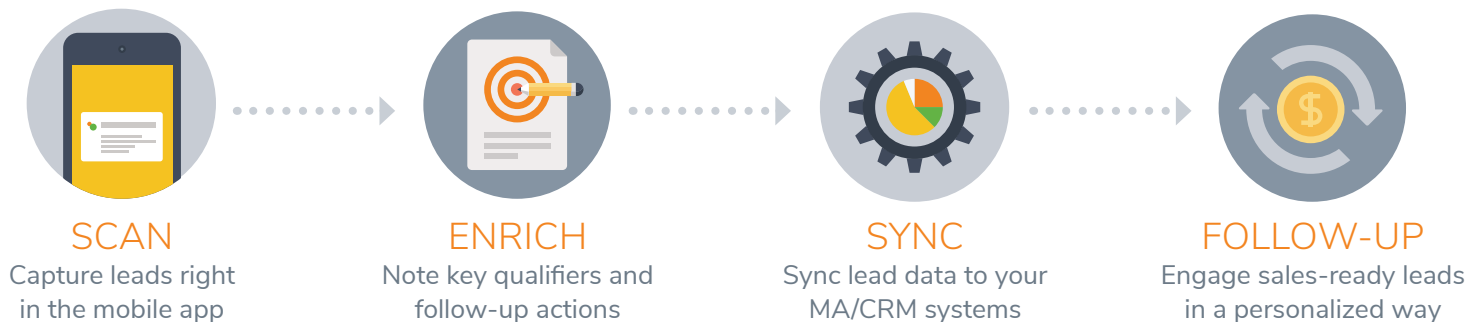 SCAN
Capture leads right
in the mobile app
ENRICH
Note key qualifiers and
follow-up actions
SYNC
Sync lead data to your
MA/CRM systems
FOLLOW-UP
Engage sales-ready leads
in a personalized way